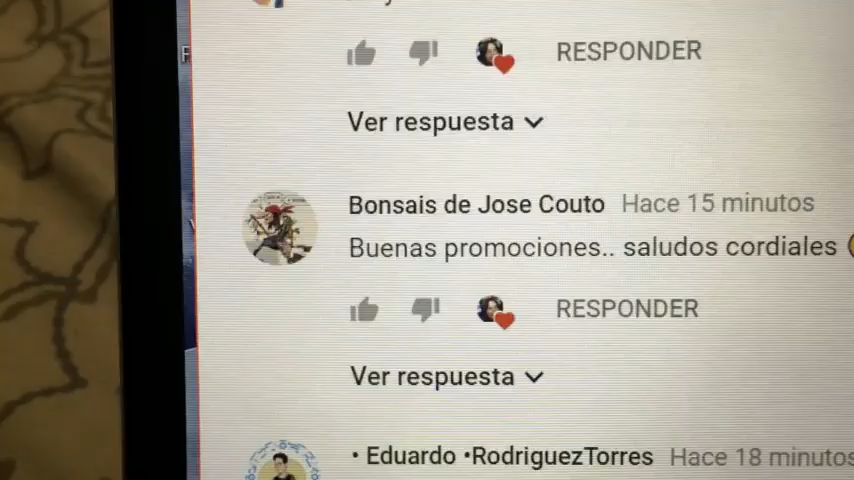 RESPONDER
Ver respuesta
Bonsais de Jose Couto Hace 15 minutos
Buenas promociones.. saludos cordiales
RESPONDER
Ver respuesta
• Eduardo •RodriguezTorres Hace 18 minutos